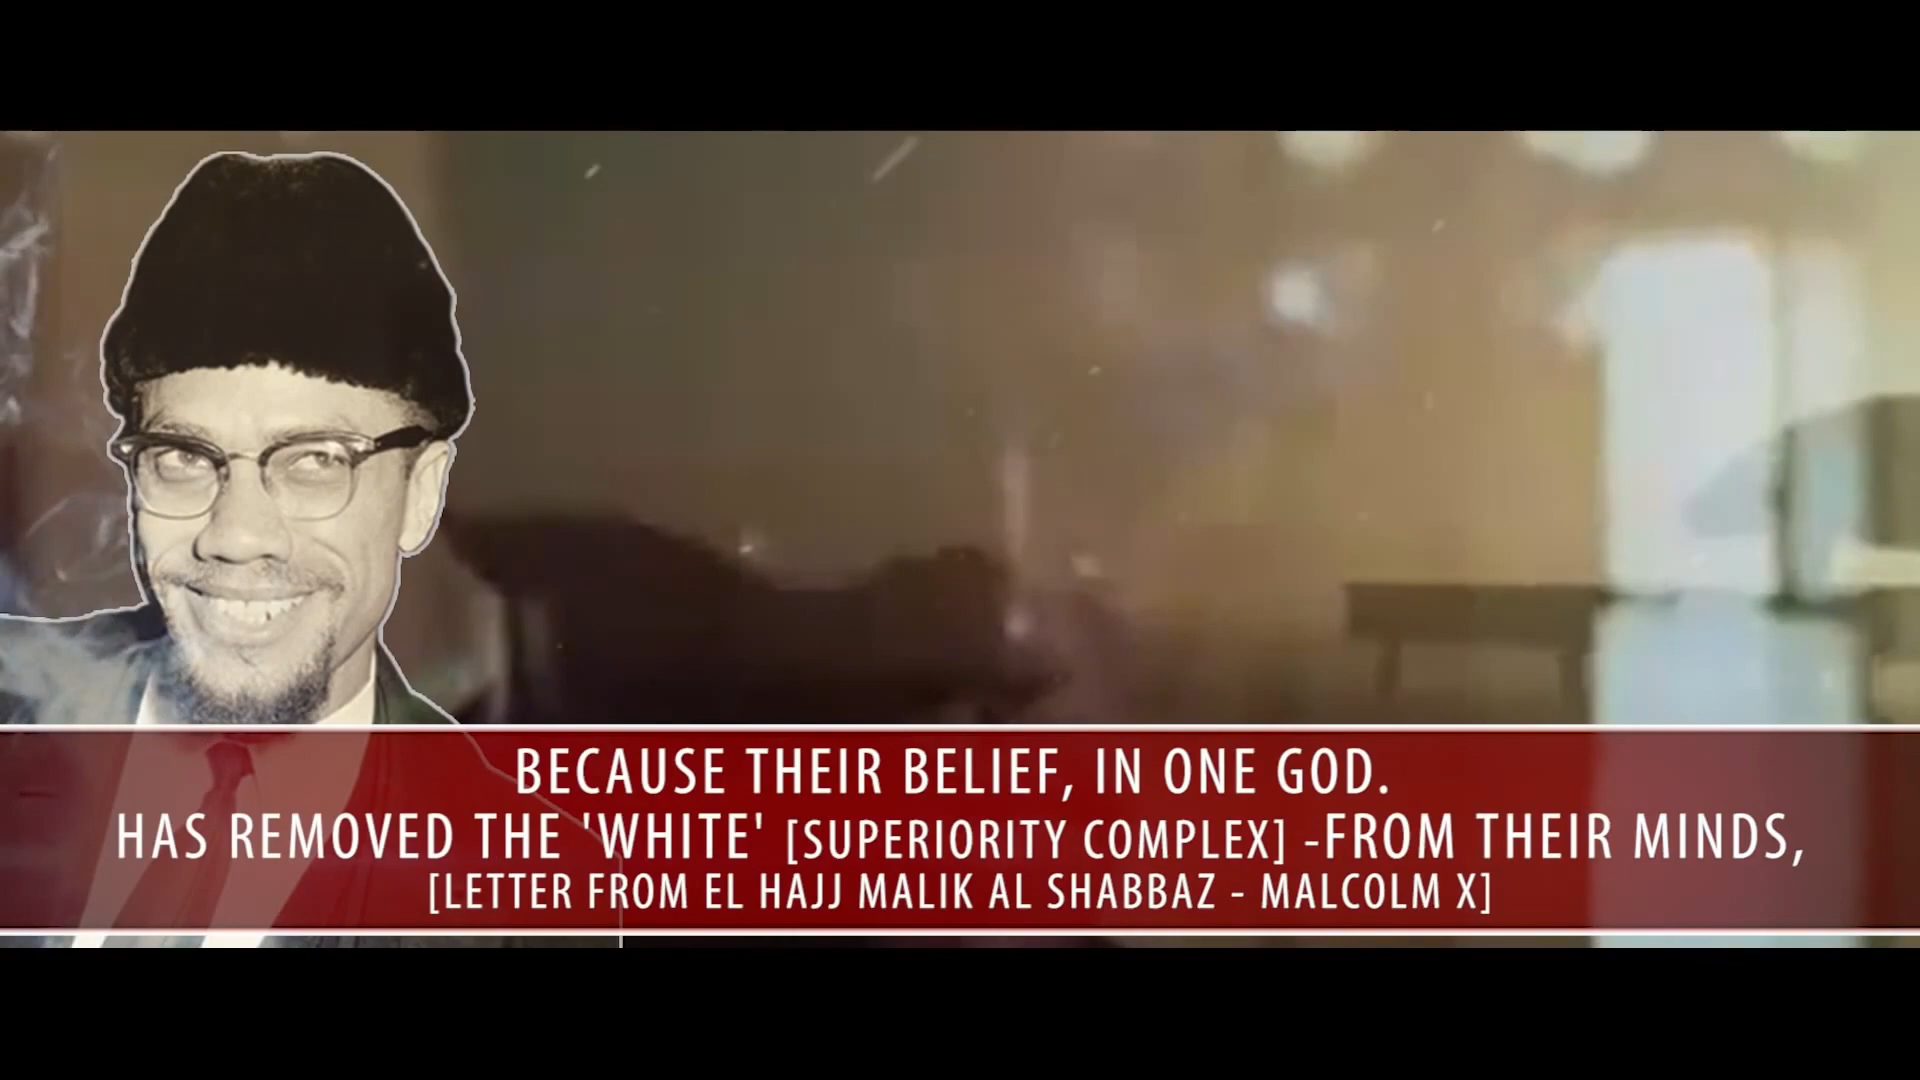 BECAUSE THEIR BELIEF, IN ONE GOD.
HAS REMOVED THE 'WHITE' [SUPERIORITY COMPLEX] -FROM THEIR MINDS,
[LETTER FROM EL HAJJ MALIK AL SHABBAZ - MALCOLM X]